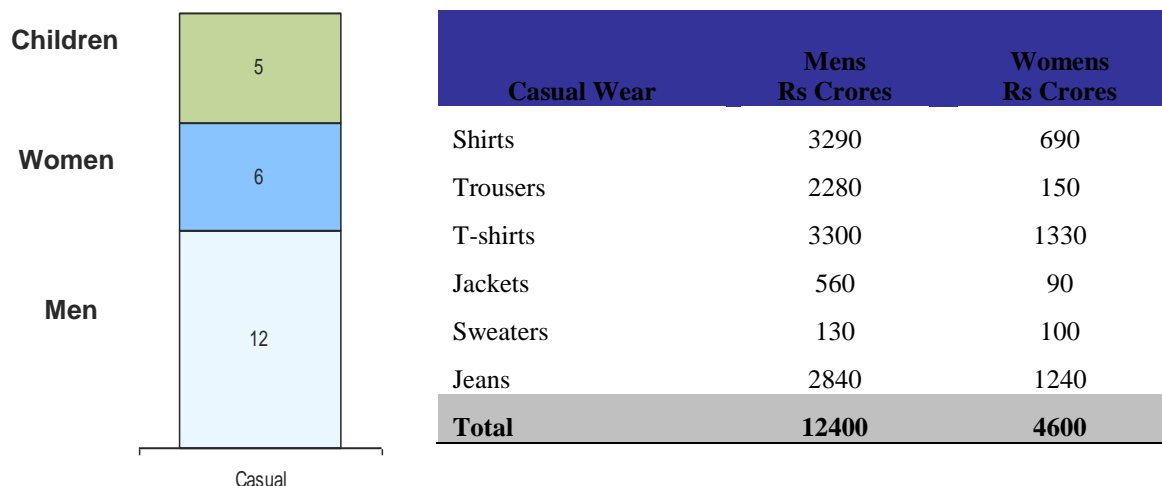 Children
5
Women
6
Men
12
Casual
Casual Wear Mens Rs Crores Womens Rs Crores
Shirts 3290 690
Trousers 2280 150
T-shirts 3300 1330
Jackets 560 90
Sweaters 130 100
Jeans 2840 1240
Total 12400 4600